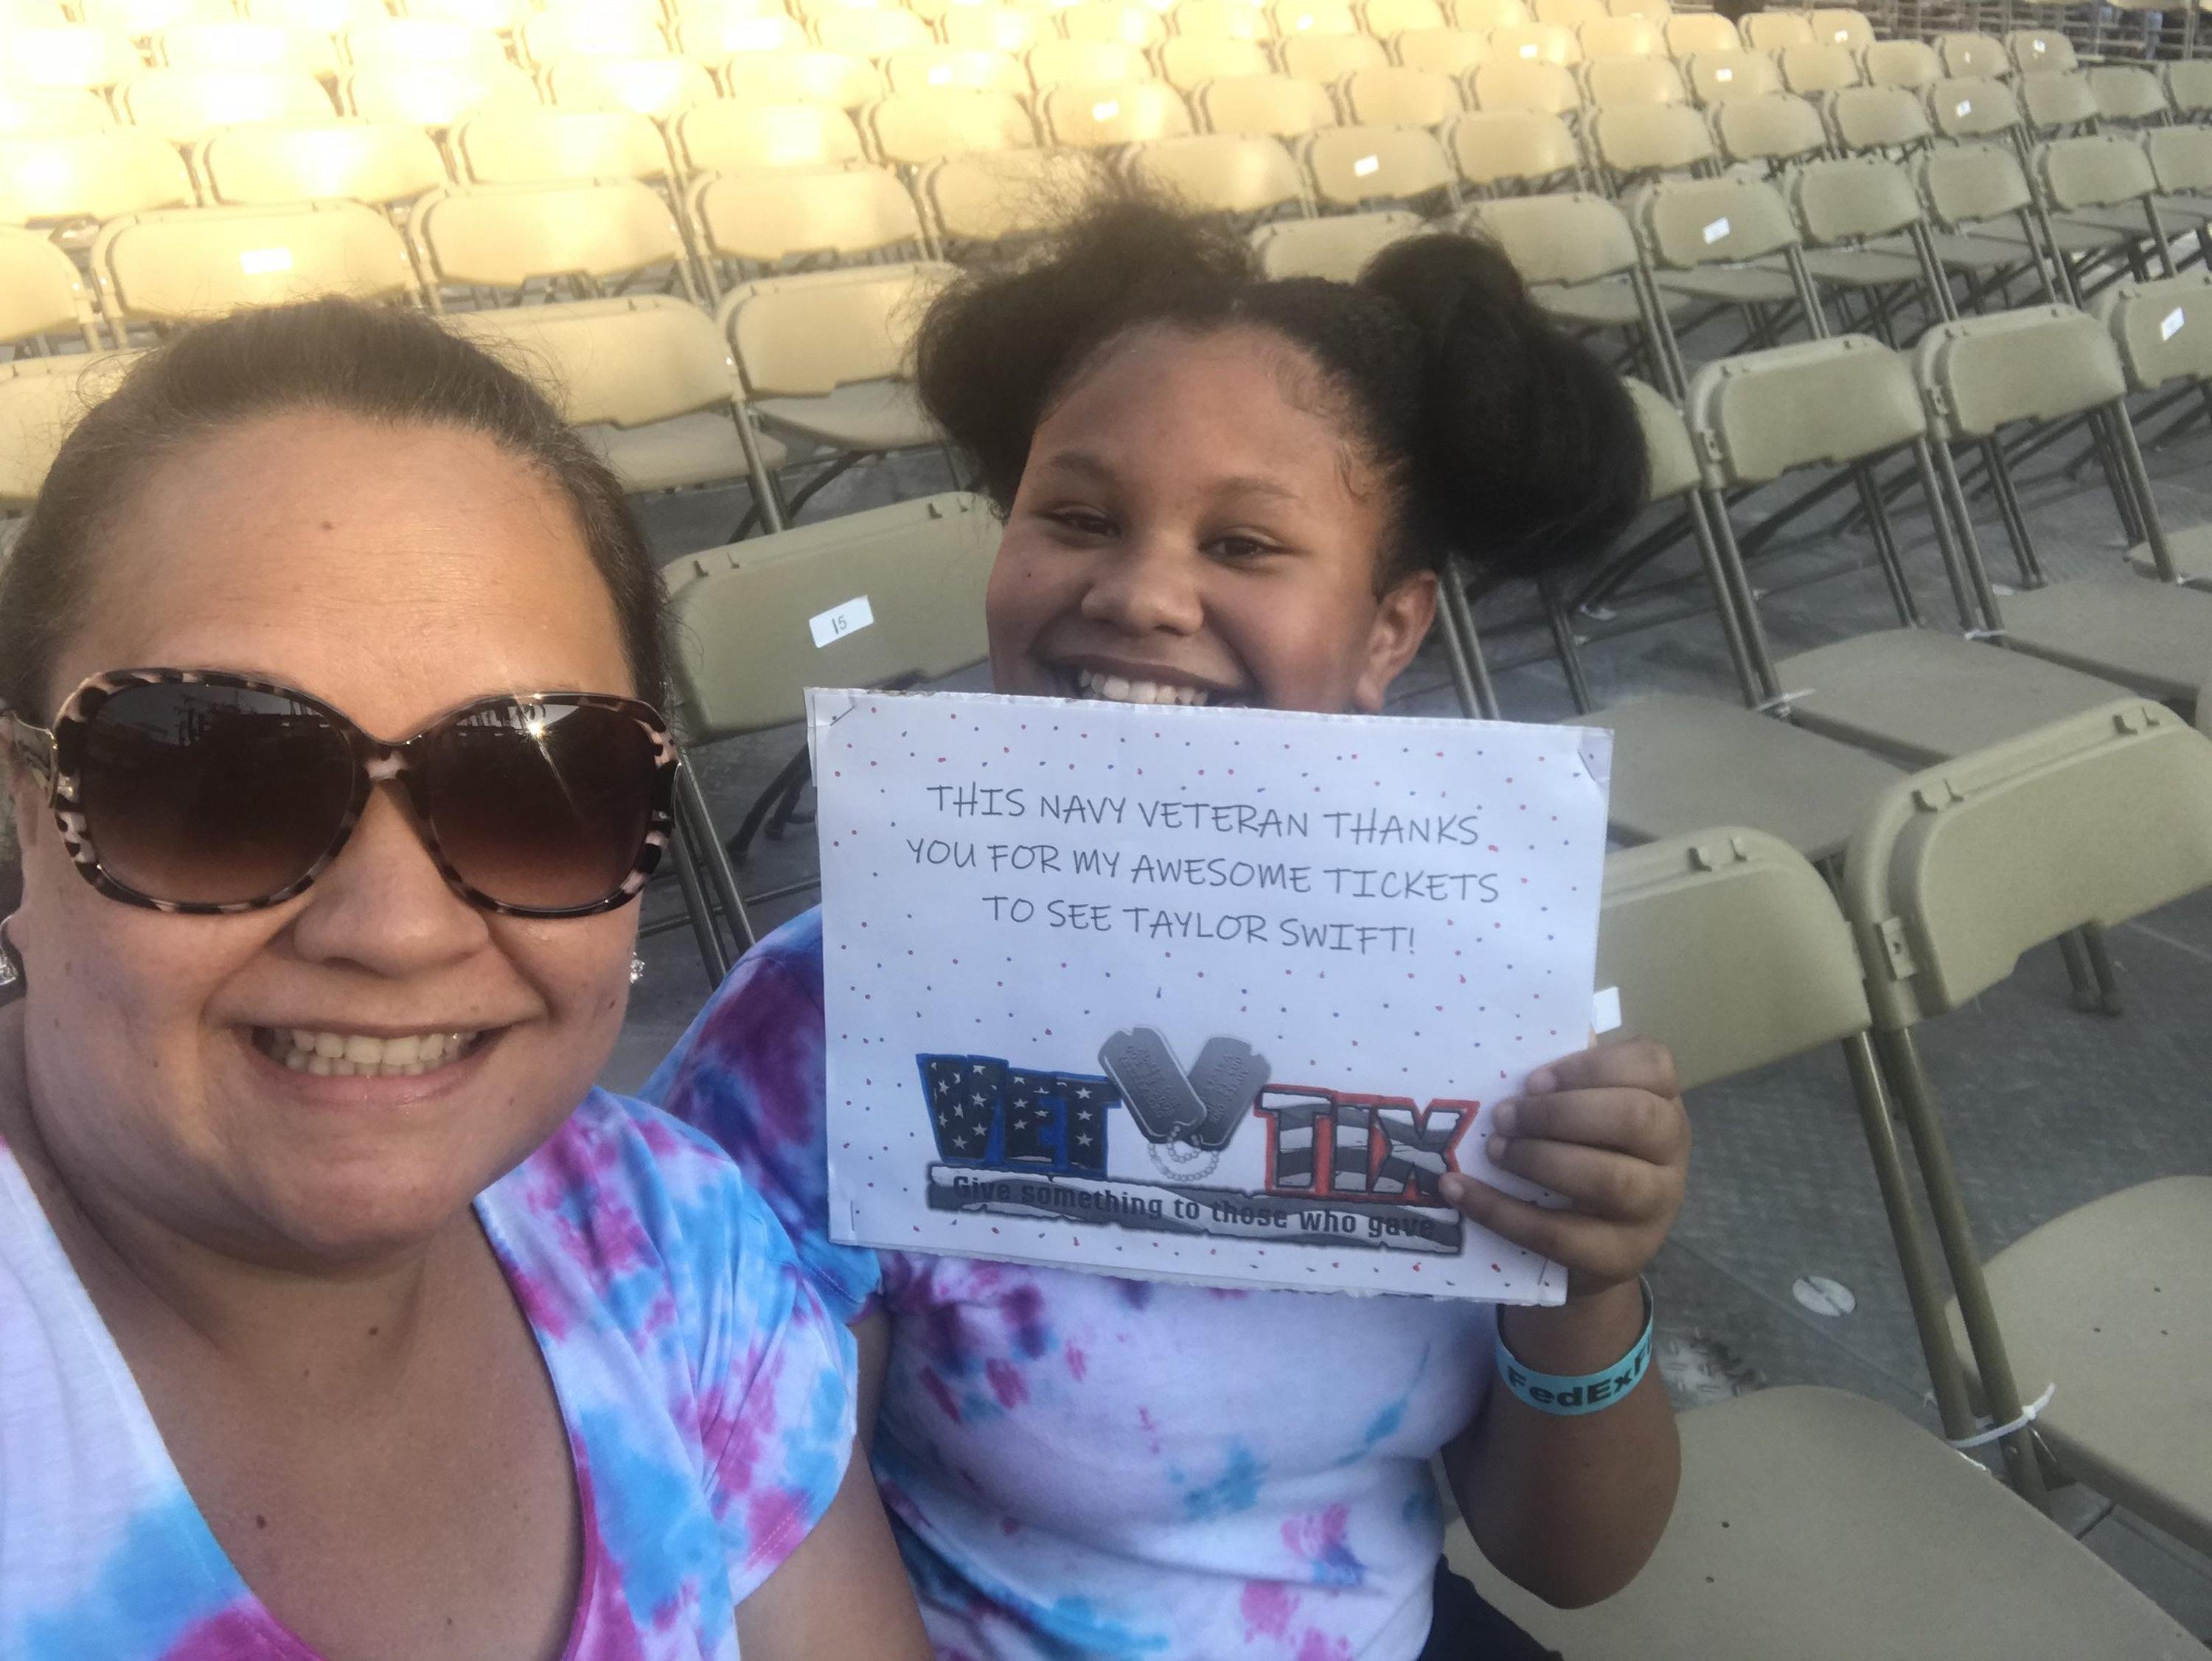 15
THIS NAVY VETERAN THANKS
YOU FOR MY AWESOME TICKETS
TO SEE TAYLOR SWIFT!
VET TIX
Give something to those who gave
FedExF